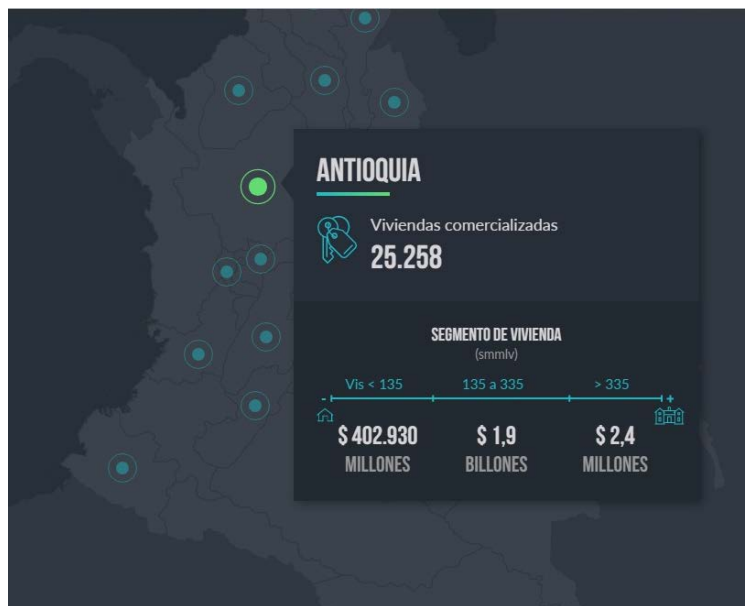 ANTIOQUIA
Viviendas comercializadas
25.258
SEGMENTO DE VIVIENDA
(smmlv)
Vis < 135 135 a 335 > 335
- +
$ 402.930 $ 1,9 $ 2,4
MILLONES BILLONES MILLONES